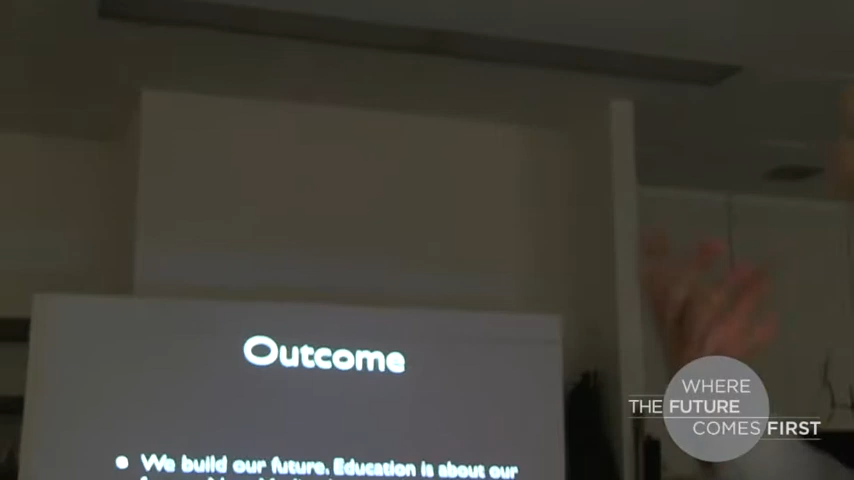 Outcome
We build our future. Education is about our
WHERE
THE FUTURE
COMES FIRST